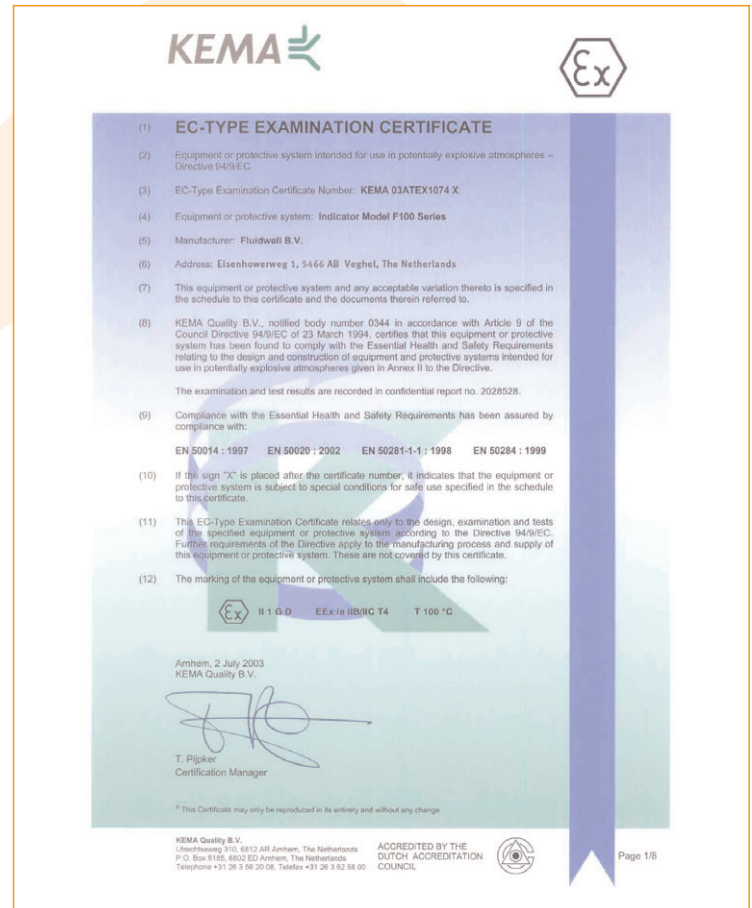 KEMA
Ex
(1) EC-TYPE EXAMINATION CERTIFICATE
(2) Equipment or protective system intended for use in potentially explosive atmospheres –
Directive 94/9/EC
(3) EC-Type Examination Certificate Number: KEMA 03ATEX1074 X
(4) Equipment or protective system: Indicator Model F100 Series
(5) Manufacturer: Fluidwell B.V.
(6) Address: Eisenhowerweg 1, 5466 AB Veghel, The Netherlands
(7) This equipment or protective system and any acceptable variation thereto is specified in
the schedule to this certificate and the documents therein referred to.
(8) KEMA Quality B.V., notified body number 0344 in accordance with Article 9 of the
Council Directive 94/9/EC of 23 March 1994, certifies that this equipment or protective
system has been found to comply with the Essential Health and Safety Requirements
relating to the design and construction of equipment and protective systems intended for
use in potentially explosive atmospheres given in Annex II to the Directive.
The examination and test results are recorded in confidential report no. 2028528.
(9) Compliance with the Essential Health and Safety Requirements has been assured by
compliance with:
EN 50014 : 1997 EN 50020 : 2002 EN 50281-1-1 : 1998 EN 50284 : 1999
(10) If the sign "X" is placed after the certificate number, it indicates that the equipment or
protective system is subject to special conditions for safe use specified in the schedule
to this certificate.
(11) This EC-Type Examination Certificate relates only to the design, examination and tests
of the specified equipment or protective system according to the Directive 94/9/EC.
Further requirements of the Directive apply to the manufacturing process and supply of
this equipment or protective system. These are not covered by this certificate.
(12) The marking of the equipment or protective system shall include the following:
Ex II 1 G D EEx ia IIB/IIC T4 T 100 °C
Arnhem, 2 July 2003
KEMA Quality B.V.
T. Pijpker
Certification Manager
® This Certificate may only be reproduced in its entirety and without any change
KEMA Quality B.V.
Utrechtseweg 310, 6812 AR Arnhem, The Netherlands
P.O. Box 5185, 6802 ED Arnhem, The Netherlands
Telephone +31 26 3 56 20 08, Telefax +31 26 3 52 58 00
ACCREDITED BY THE
DUTCH ACCREDITATION
COUNCIL
Page 1/8